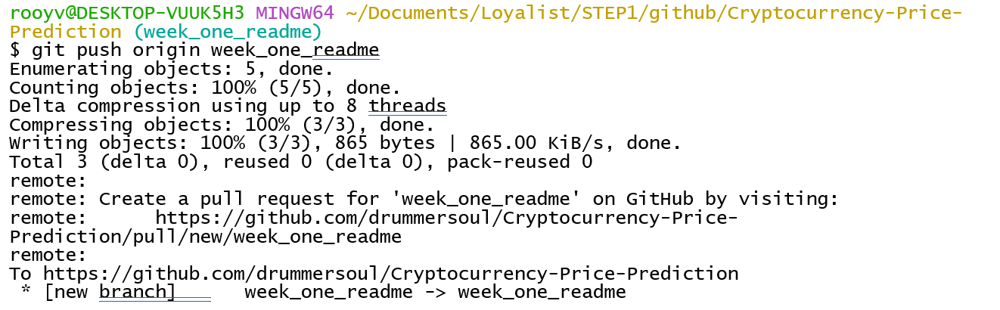 rooyv@DESKTOP-VUUK5H3 MINGW64 ~/Documents/Loyalist/STEP1/github/Cryptocurrency-Price-
Prediction (week_one_readme)
$ git push origin week_one_readme
Enumerating objects: 5, done.
Counting objects: 100% (5/5), done.
Delta compression using up to 8 threads
Compressing objects: 100% (3/3), done.
Writing objects: 100% (3/3), 865 bytes | 865.00 KiB/s, done.
Total 3 (delta 0), reused 0 (delta 0), pack-reused 0
remote:
remote: Create a pull request for 'week_one_readme' on GitHub by visiting:
remote:      https://github.com/drummersoul/Cryptocurrency-Price-
Prediction/pull/new/week_one_readme
remote:
To https://github.com/drummersoul/Cryptocurrency-Price-Prediction
 * [new branch]      week_one_readme -> week_one_readme